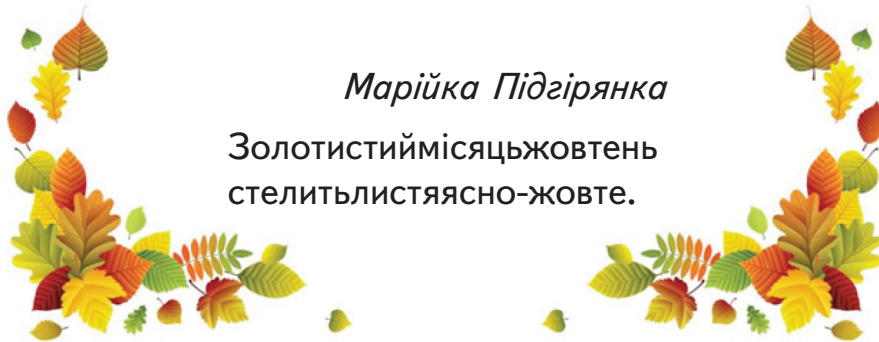 Марійка Підгірянка
Золотистиймісяцьжовтень
стелитьлистяясно-жовте.